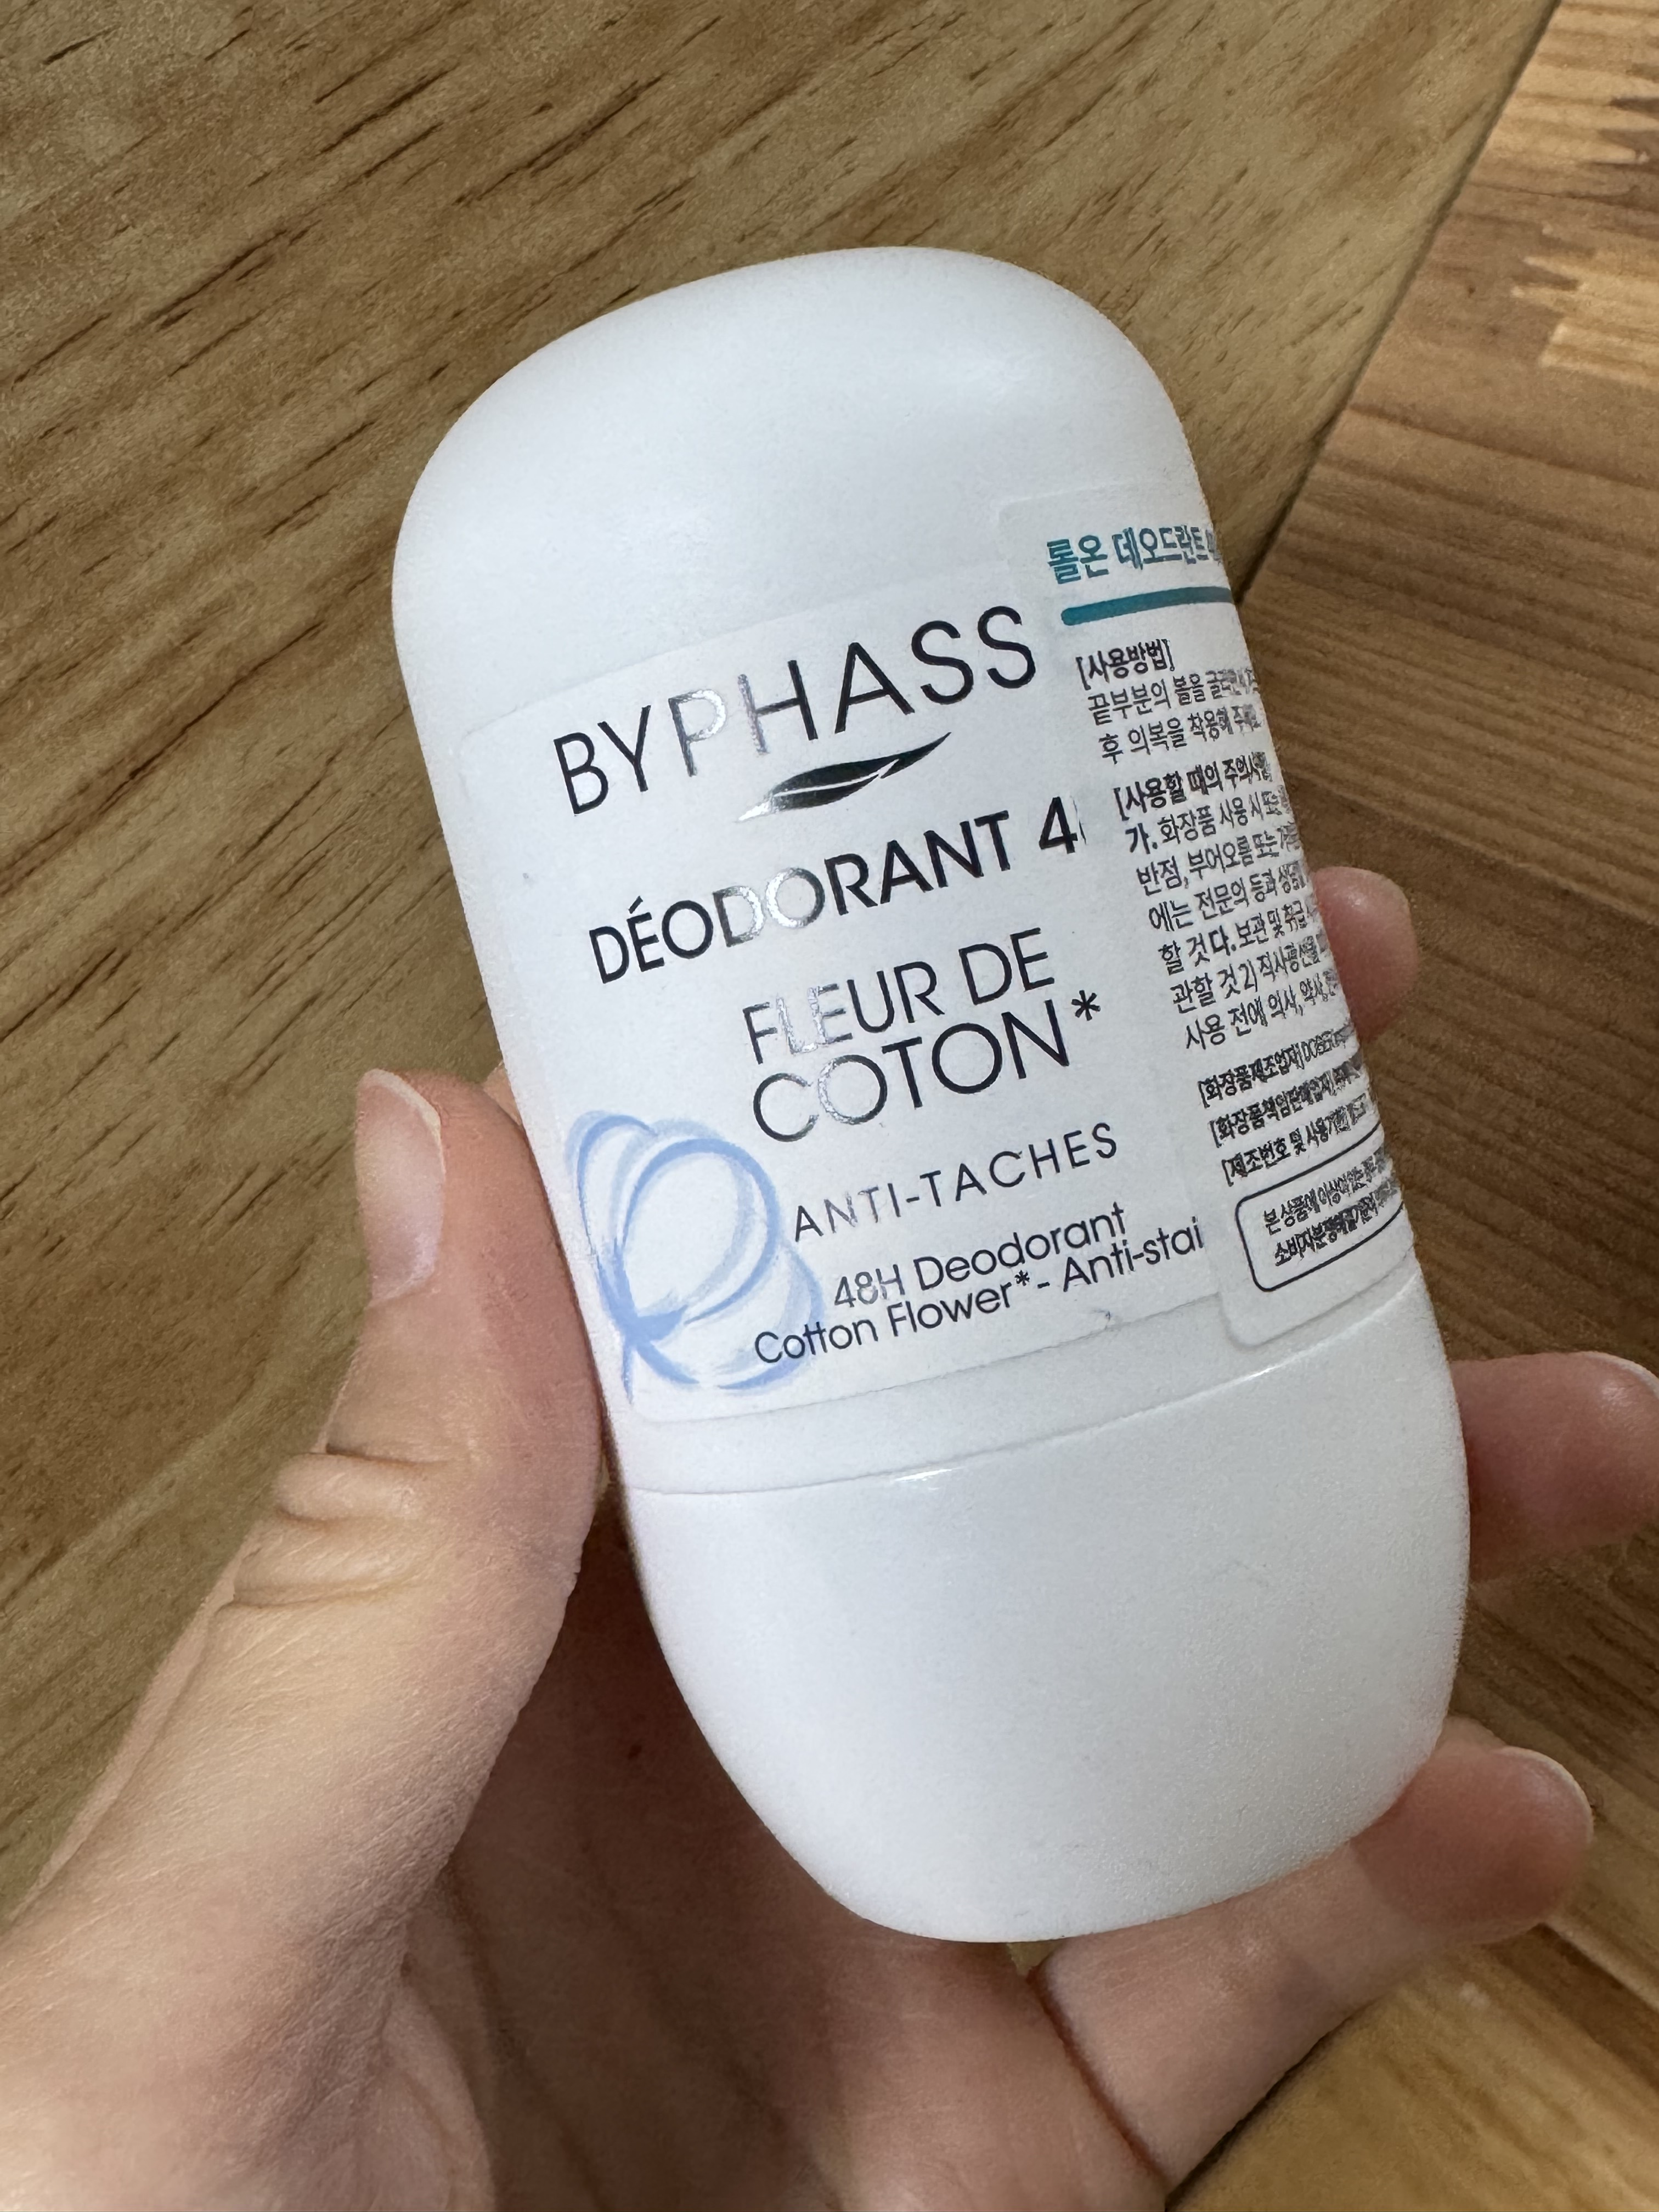 BYPHASS
DÉODORANT 4
FLEUR DE
COTON*
ANTI-TACHES
48H Deodorant
Cotton Flower* - Anti-stai
롤온 데오드란트
[사용방법]
끝부분의 볼을
후 의복을 착용해
[사용할 때의 주의사항]
가. 화장품 사용 시 또는
반점, 부어오름 또는
에는 전문의 등과 상담
할 것 다. 보관 및 취급
관할 것 2) 직사광선을
사용 전에 의사, 약사,
[화장품제조업자]
[화장품책임판매업자]
[제조번호 및 사용기한]
본 상품에 이상이 있는
소비자분쟁해결기준